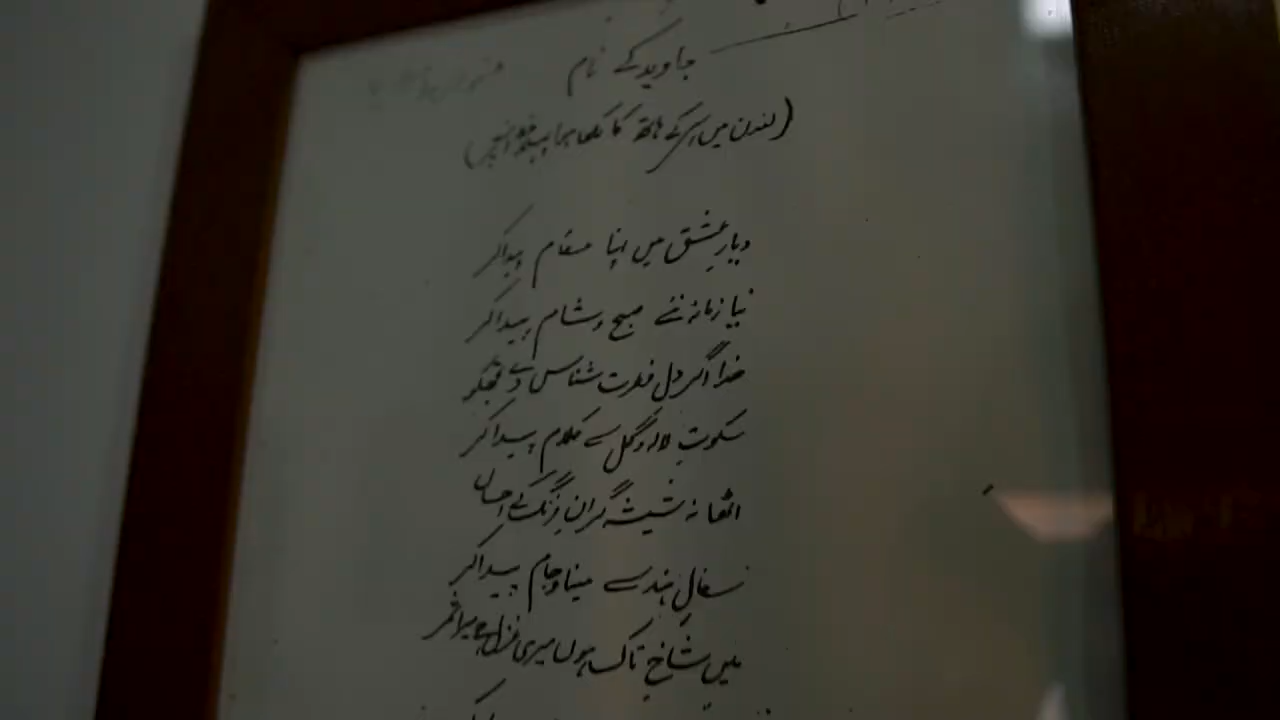 جاوید کے نام
(لندن میں اس کے ہاتھ کا لکھا ہوا پہلا خط آنے پر)
دیارِ عشق میں اپنا مقام پیدا کر
نیا زمانہ نئے صبح و شام پیدا کر
خدا اگر دلِ فطرت شناس دے تجھکو
سکوتِ لالہ و گل سے کلام پیدا کر
اٹھا نہ شیشہ گرانِ فرنگ کے احساں
سفالِ ہند سے مینا و جام پیدا کر
میں شاخِ تاک ہوں میری غزل ہے میرا ثمر